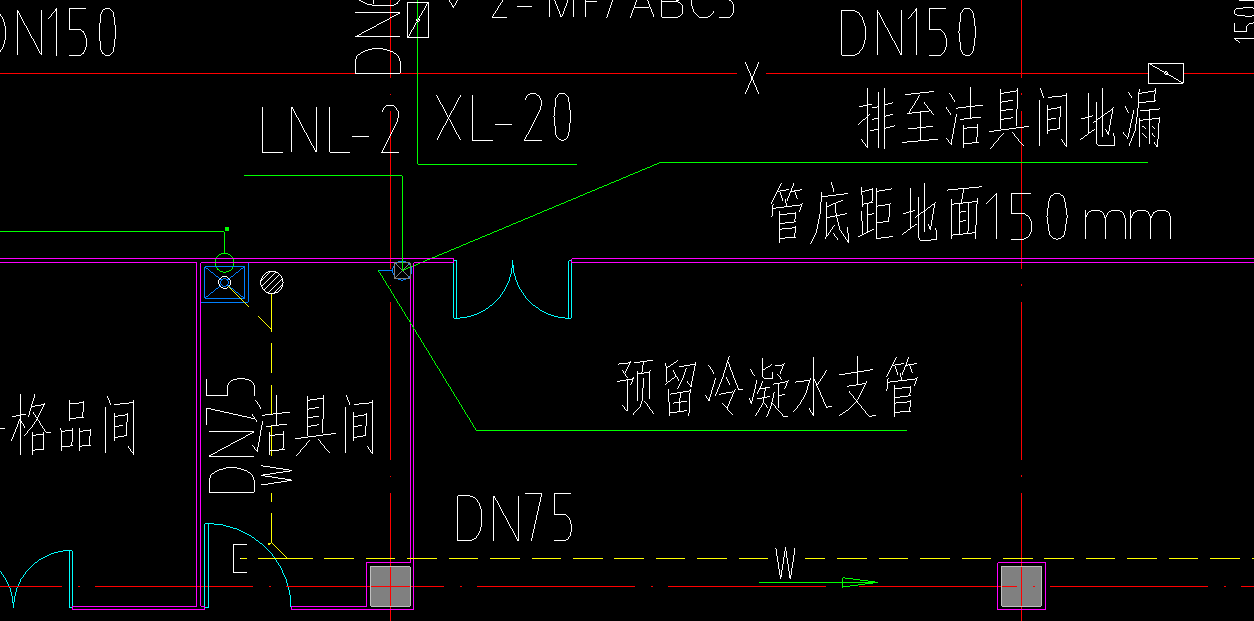 DN150
DN150
X
LNL-2
XL-20
排至洁具间地漏
管底距地面150mm
预留冷凝水支管
格品间
洁具间
DN75
W
DN75
W